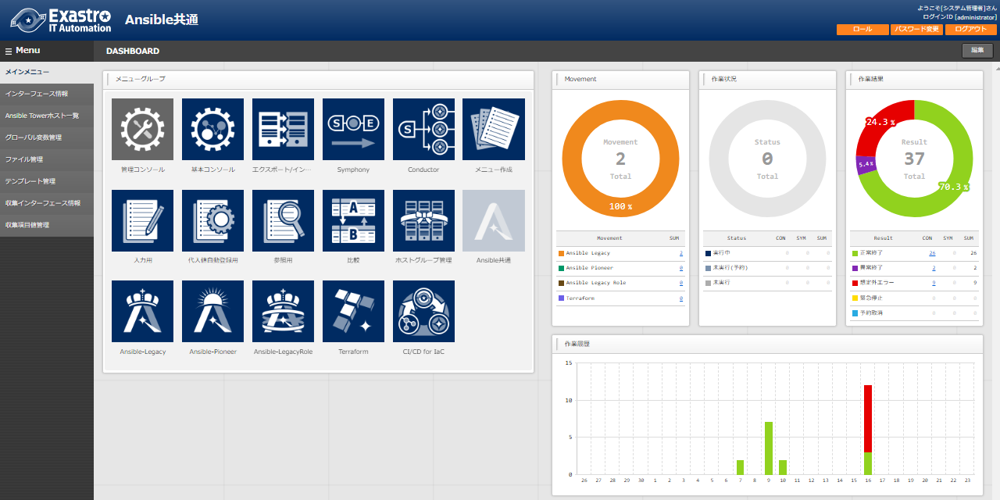 Exastro
IT Automation
Ansible共通
ようこそ[システム管理者]さん
ログインID [administrator]
ロール パスワード変更 ログアウト
Menu
DASHBOARD
編集
メインメニュー
インターフェース情報
Ansible Towerホスト一覧
グローバル変数管理
ファイル管理
テンプレート管理
収集インターフェース情報
収集項目値管理
メニューグループ
管理コンソール 基本コンソール エクスポート/イン… Symphony Conductor メニュー作成
S E
S
A
B
入力用 代入値自動登録用 参照用 比較 ホストグループ管理 Ansible共通
Ansible-Legacy Ansible-Pioneer Ansible-LegacyRole Terraform CI/CD for IaC
Movement
Movement
2
Total
100 %
Movement SUM
Ansible Legacy 2
Ansible Pioneer 0
Ansible Legacy Role 0
Terraform 0
作業状況
Status
0
Total
Status CON SYM SUM
実行中 0 0 0
未実行(予約) 0 0 0
未実行 0 0 0
作業結果
24.3 %
5.4 %
70.3 %
Result
37
Total
Result CON SYM SUM
正常終了 26 0 26
異常終了 2 0 2
想定外エラー 9 0 9
緊急停止 0 0 0
予約取消 0 0 0
作業履歴
15
10
5
0
26 27 28 29 30 1 2 3 4 5 6 7 8 9 10 11 12 13 14 15 16 17 18 19 20 21 22 23